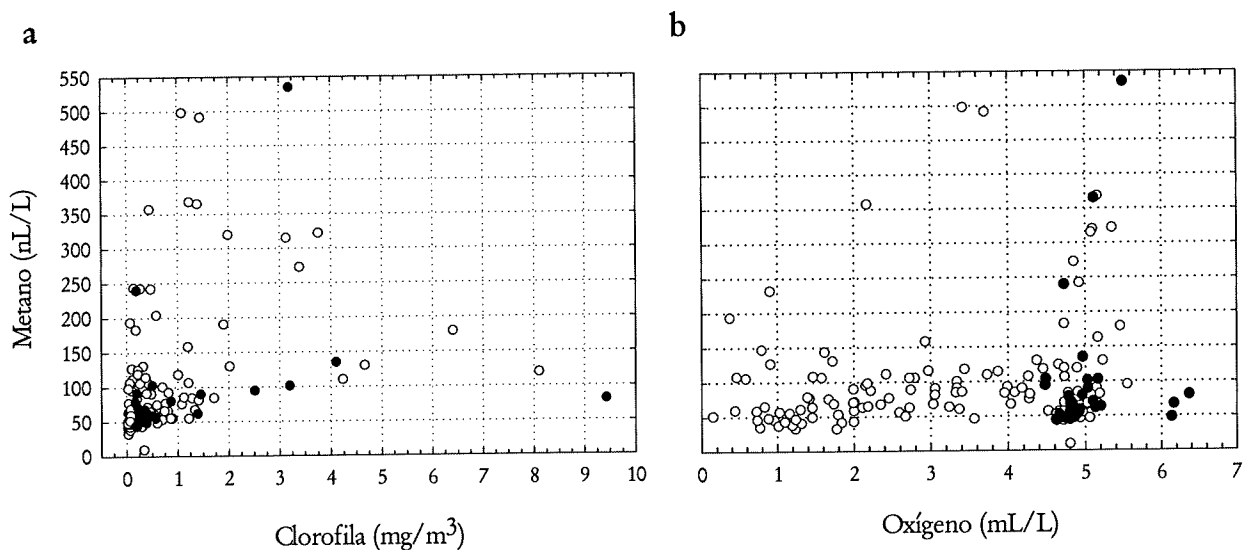 a
b
550
500
450
400
350
300
250
200
150
100
50
0
Metano (nL/L)
0 1 2 3 4 5 6 7 8 9 10
Clorofila (mg/m³)
0 1 2 3 4 5 6 7
Oxígeno (mL/L)